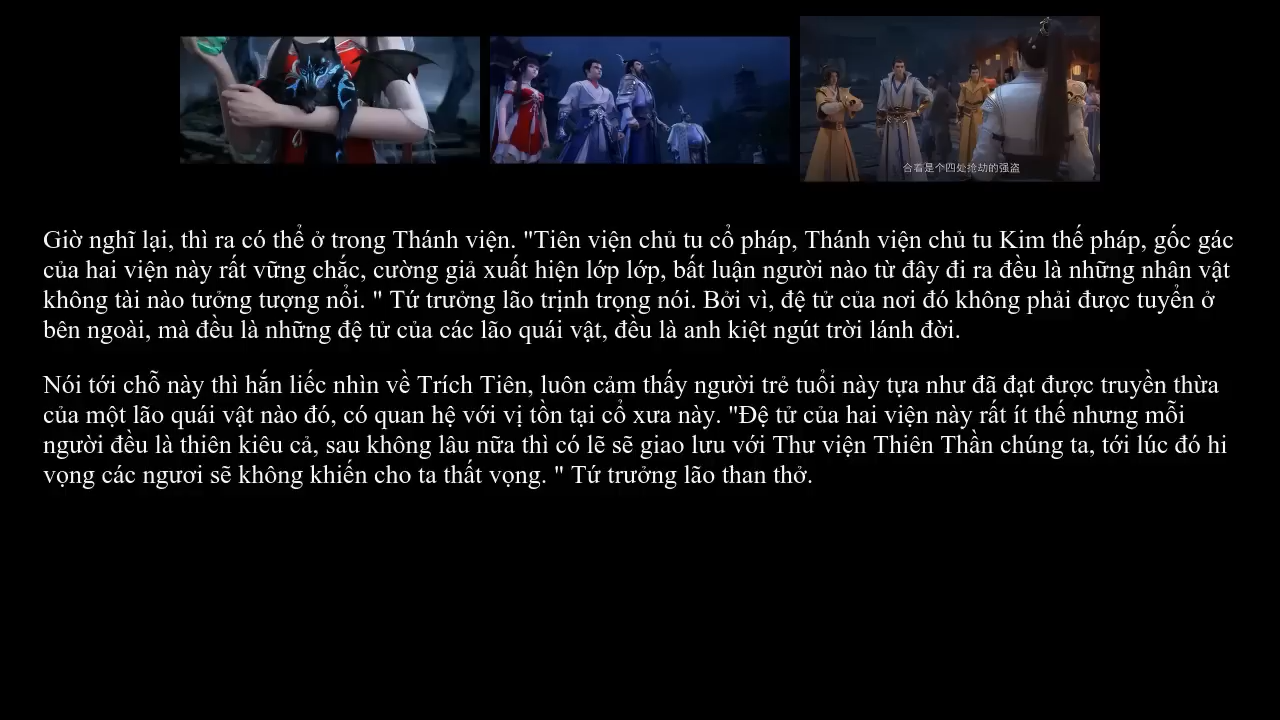 合着是个四处抢劫的强盗
Giờ nghĩ lại, thì ra có thể ở trong Thánh viện. "Tiên viện chủ tu cổ pháp, Thánh viện chủ tu Kim thế pháp, gốc gác
của hai viện này rất vững chắc, cường giả xuất hiện lớp lớp, bất luận người nào từ đây đi ra đều là những nhân vật
không tài nào tưởng tượng nổi. " Tứ trưởng lão trịnh trọng nói. Bởi vì, đệ tử của nơi đó không phải được tuyển ở
bên ngoài, mà đều là những đệ tử của các lão quái vật, đều là anh kiệt ngút trời lánh đời.
Nói tới chỗ này thì hắn liếc nhìn về Trích Tiên, luôn cảm thấy người trẻ tuổi này tựa như đã đạt được truyền thừa
của một lão quái vật nào đó, có quan hệ với vị tồn tại cổ xưa này. "Đệ tử của hai viện này rất ít thế nhưng mỗi
người đều là thiên kiêu cả, sau không lâu nữa thì có lẽ sẽ giao lưu với Thư viện Thiên Thần chúng ta, tới lúc đó hi
vọng các ngươi sẽ không khiến cho ta thất vọng. " Tứ trưởng lão than thở.